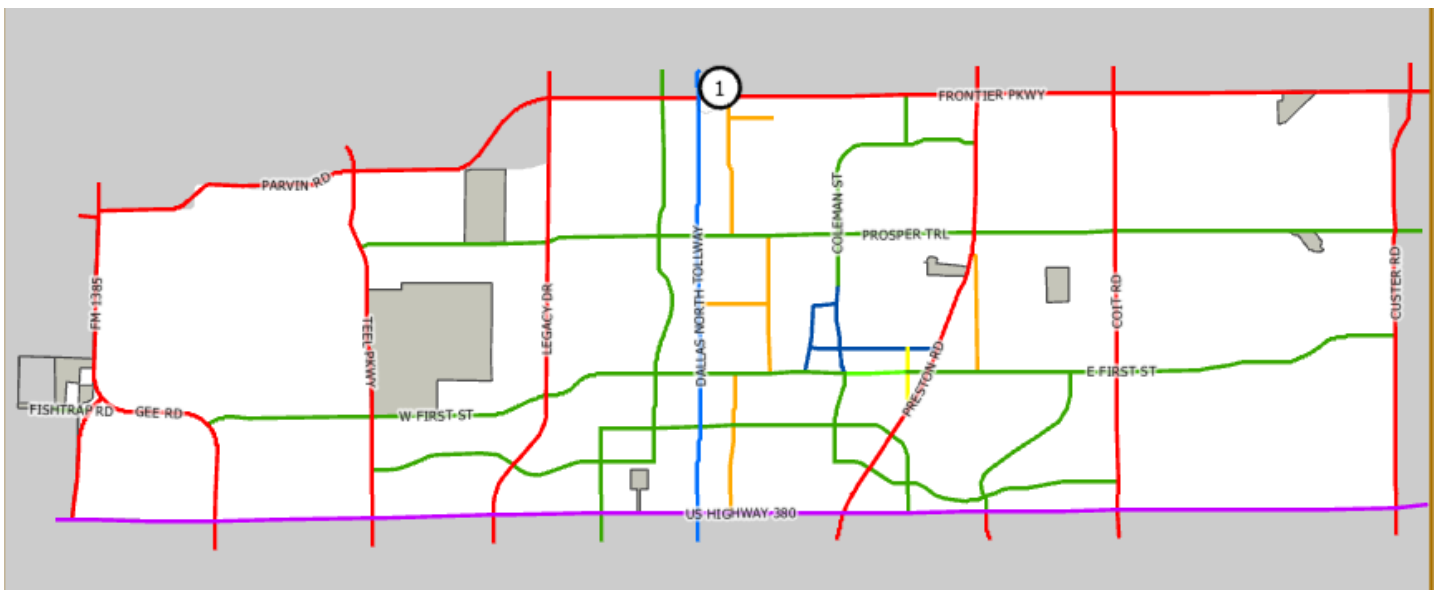 1
FRONTIER PKWY
PARVIN RD
COLEMAN ST
PROSPER TRL
DALLAS NORTH TOLLWAY
FM 1385
LEGACY DR
COIT RD
CUSTER RD
TEEL PKWY
PRESTON RD
E FIRST ST
FISHTRAP RD
GEE RD
W FIRST ST
US HIGHWAY 380